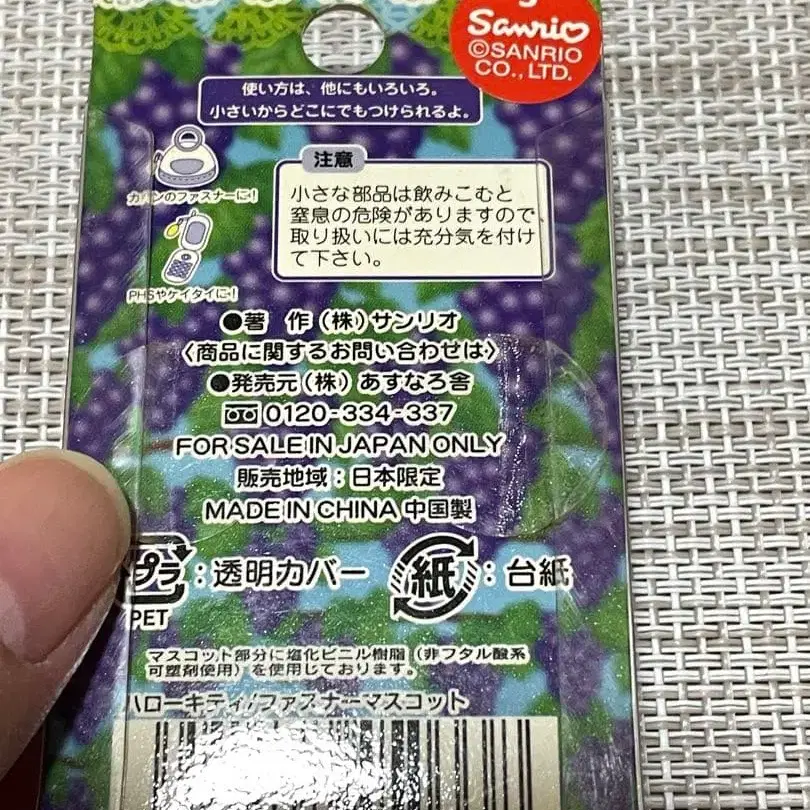 Sanrio
©SANRIO
CO., LTD.
使い方は、他にもいろいろ。
小さいからどこにでもつけられるよ。
注意
カバンのファスナーに!
小さな部品は飲みこむと
窒息の危険がありますので
取り扱いには充分気を付け
て下さい。
PHSやケイタイに!
●著 作(株)サンリオ
〈商品に関するお問い合わせは〉
●発売元(株)あすなろ舎
0120-334-337
FOR SALE IN JAPAN ONLY
販売地域:日本限定
MADE IN CHINA 中国製
プラ:透明カバー 紙:台紙
PET
マスコット部分に塩化ビニル樹脂(非フタル酸系
可塑剤使用)を使用しております。
ハローキティ/ファスナーマスコット